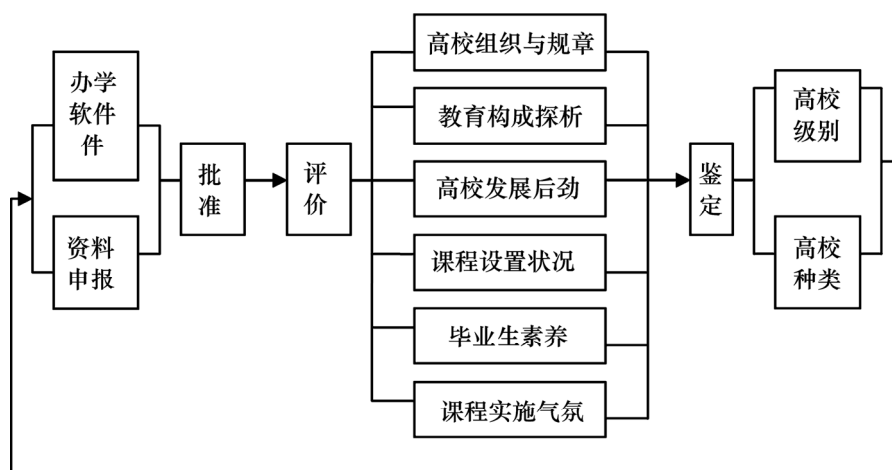 办学
软件
件
资料
申报
批
准
评
价
高校组织与规章
教育构成探析
高校发展后劲
课程设置状况
毕业生素养
课程实施气氛
鉴
定
高校
级别
高校
种类